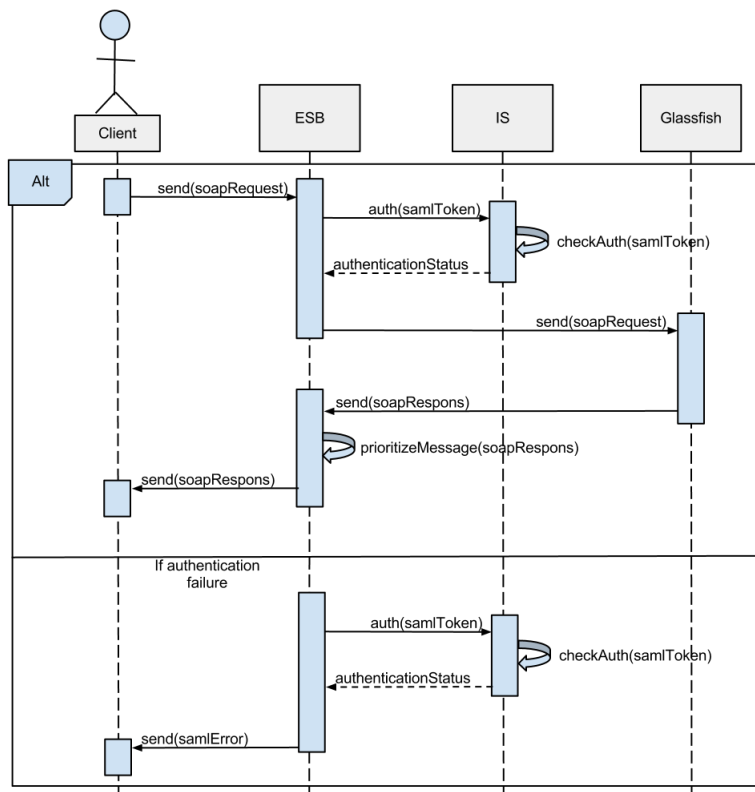 Client
ESB
IS
Glassfish
Alt
send(soapRequest)
auth(samlToken)
checkAuth(samlToken)
authenticationStatus
send(soapRequest)
send(soapRespons)
prioritizeMessage(soapRespons)
send(soapRespons)
If authentication
failure
auth(samlToken)
checkAuth(samlToken)
authenticationStatus
send(samlError)